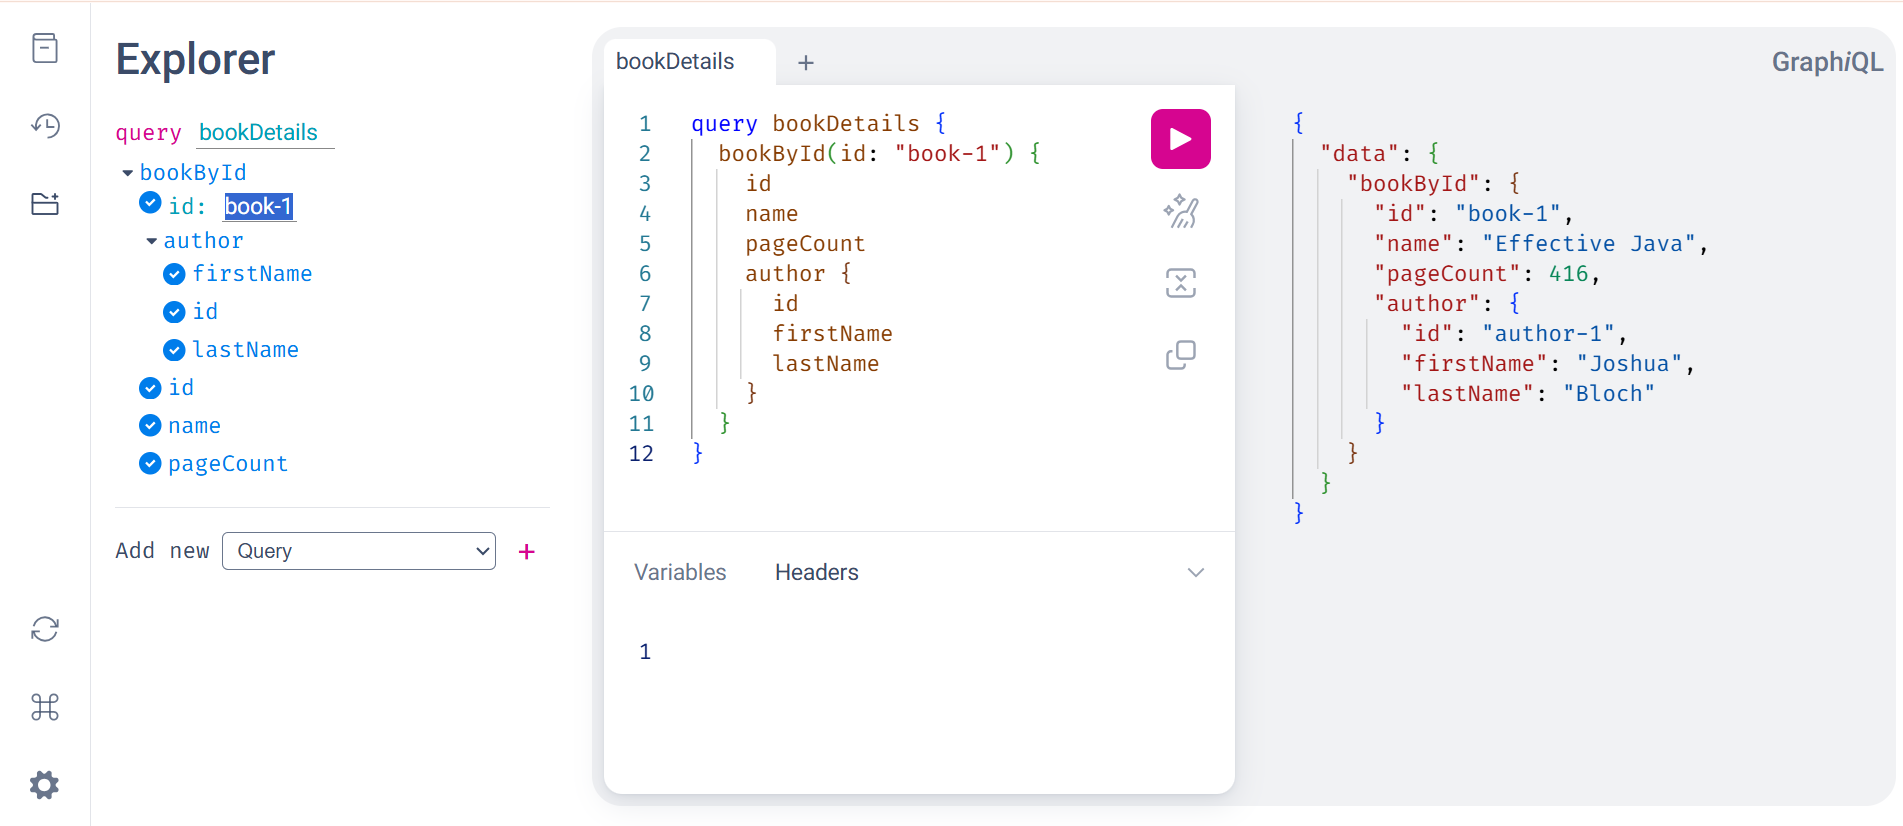 Explorer
query bookDetails
bookById
id: book-1
author
firstName
id
lastName
id
name
pageCount
Add new Query +
bookDetails +
GraphiQL
1 query bookDetails {
2 bookById(id: "book-1") {
3 id
4 name
5 pageCount
6 author {
7 id
8 firstName
9 lastName
10 }
11 }
12 }
Variables Headers
1
{
"data": {
"bookById": {
"id": "book-1",
"name": "Effective Java",
"pageCount": 416,
"author": {
"id": "author-1",
"firstName": "Joshua",
"lastName": "Bloch"
}
}
}
}